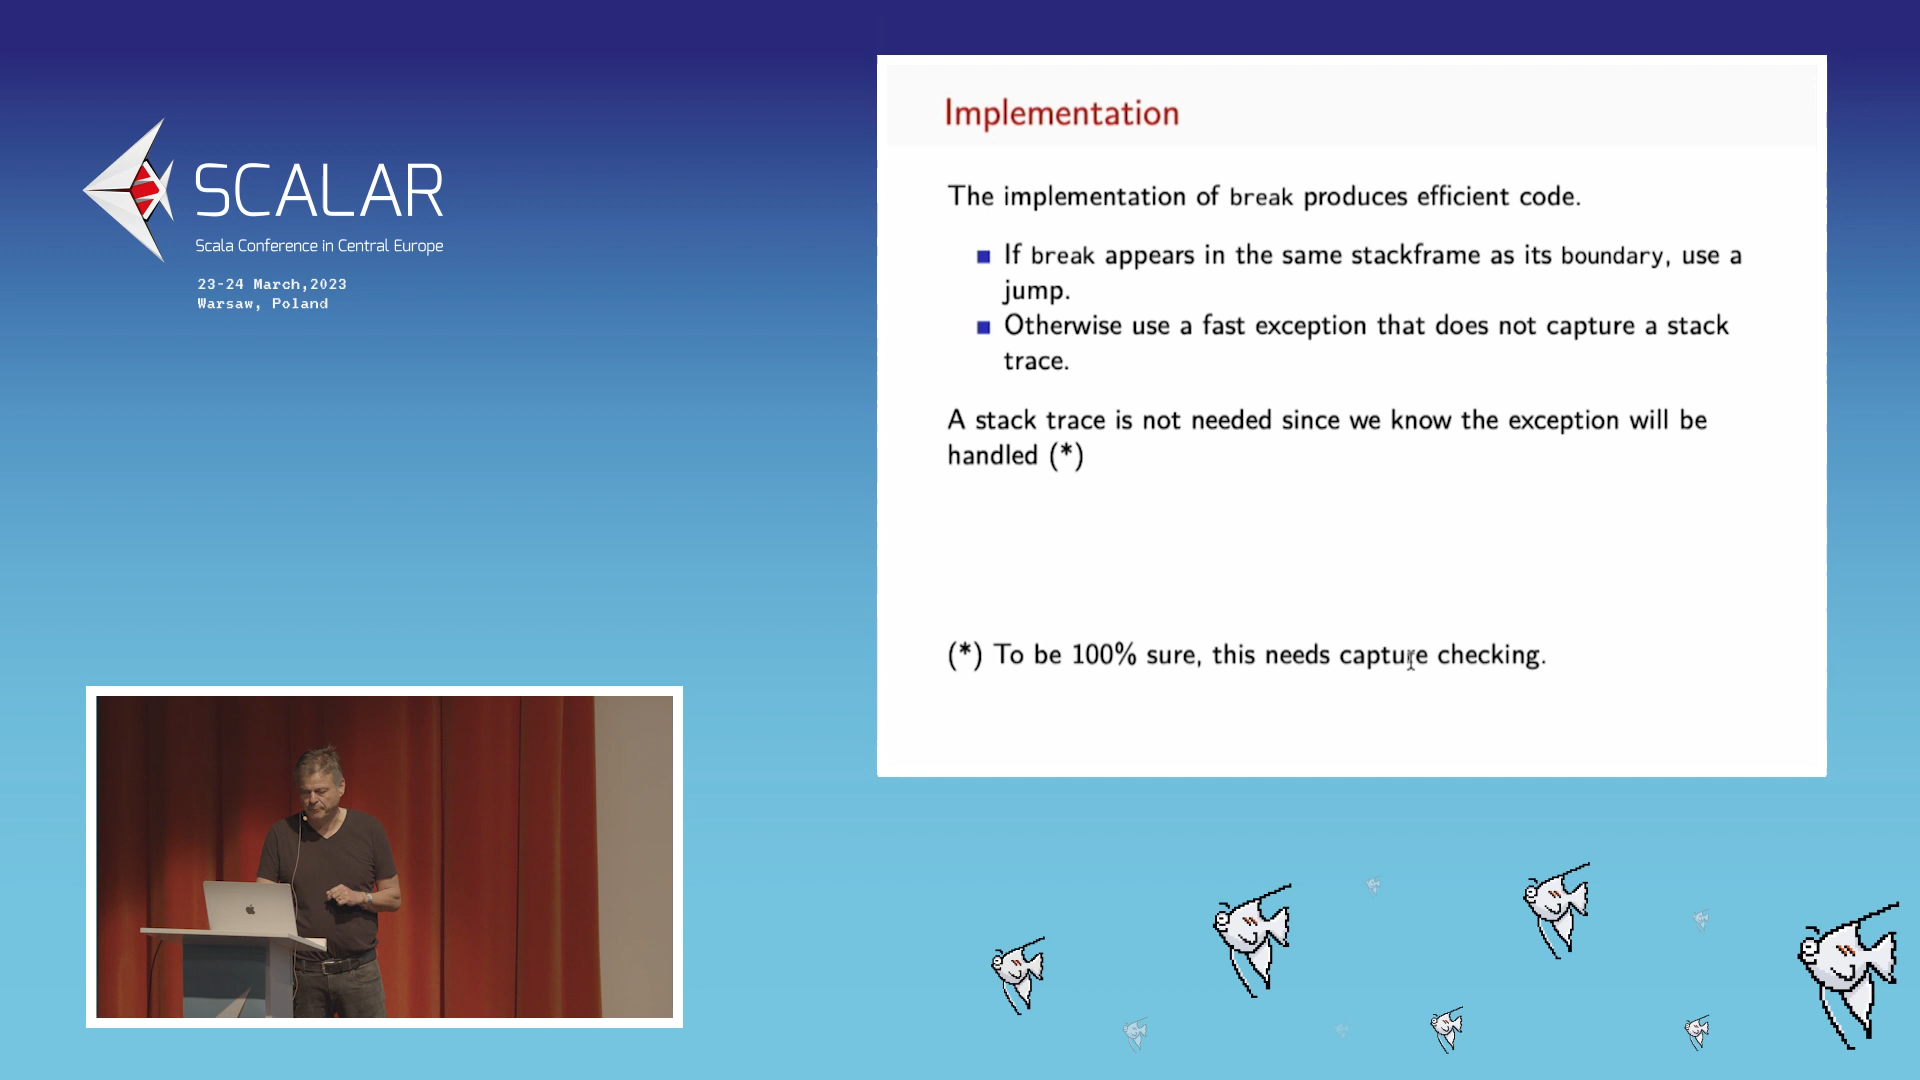 SCALAR
Scala Conference in Central Europe
23-24 March,2023
Warsaw, Poland
Implementation
The implementation of break produces efficient code.
If break appears in the same stackframe as its boundary, use a
jump.
Otherwise use a fast exception that does not capture a stack
trace.
A stack trace is not needed since we know the exception will be
handled (*)
(*) To be 100% sure, this needs capture checking.